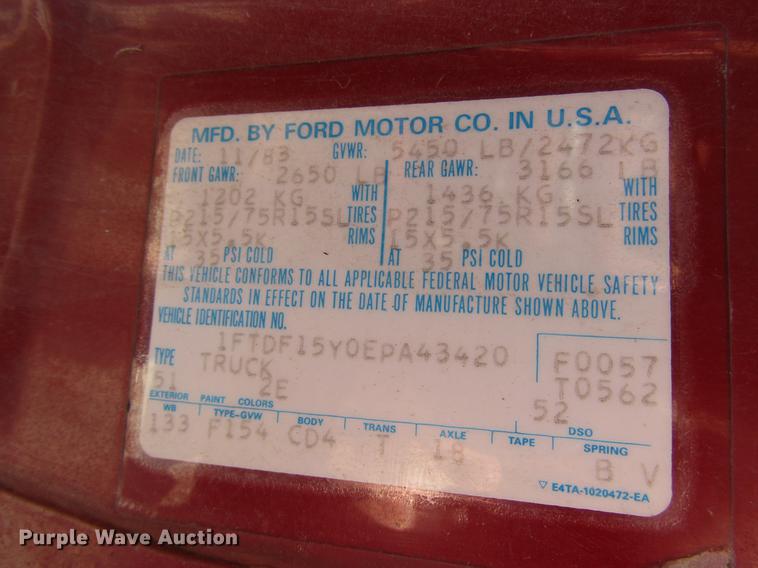 MFD. BY FORD MOTOR CO. IN U.S.A.
DATE: 11/83 GVWR: 5450 LB/2472KG
FRONT GAWR: 2650 LB REAR GAWR: 3166 LB
1202 KG WITH 1436 KG WITH
P215/75R15SL TIRES P215/75R15SL TIRES
15X5.5K RIMS 15X5.5K RIMS
AT 35 PSI COLD AT 35 PSI COLD
THIS VEHICLE CONFORMS TO ALL APPLICABLE FEDERAL MOTOR VEHICLE SAFETY
STANDARDS IN EFFECT ON THE DATE OF MANUFACTURE SHOWN ABOVE.
VEHICLE IDENTIFICATION NO.
1FTDF15Y0EPA43420 F0057
TYPE TRUCK T0562
51 2E 52
EXTERIOR PAINT COLORS DSO
WB TYPE-GVW BODY TRANS AXLE TAPE SPRING
133 F154 CD4 T 18 B V
E4TA-1020472-EA
Purple Wave Auction